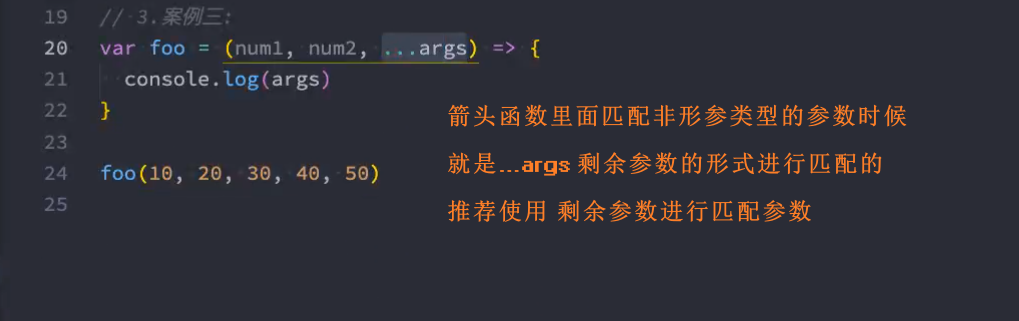 19 // 3.案例三:
20 var foo = (num1, num2, ...args) => {
21 console.log(args)
22 }
23
24 foo(10, 20, 30, 40, 50)
25
箭头函数里面匹配非形参类型的参数时候
就是...args 剩余参数的形式进行匹配的
推荐使用 剩余参数进行匹配参数